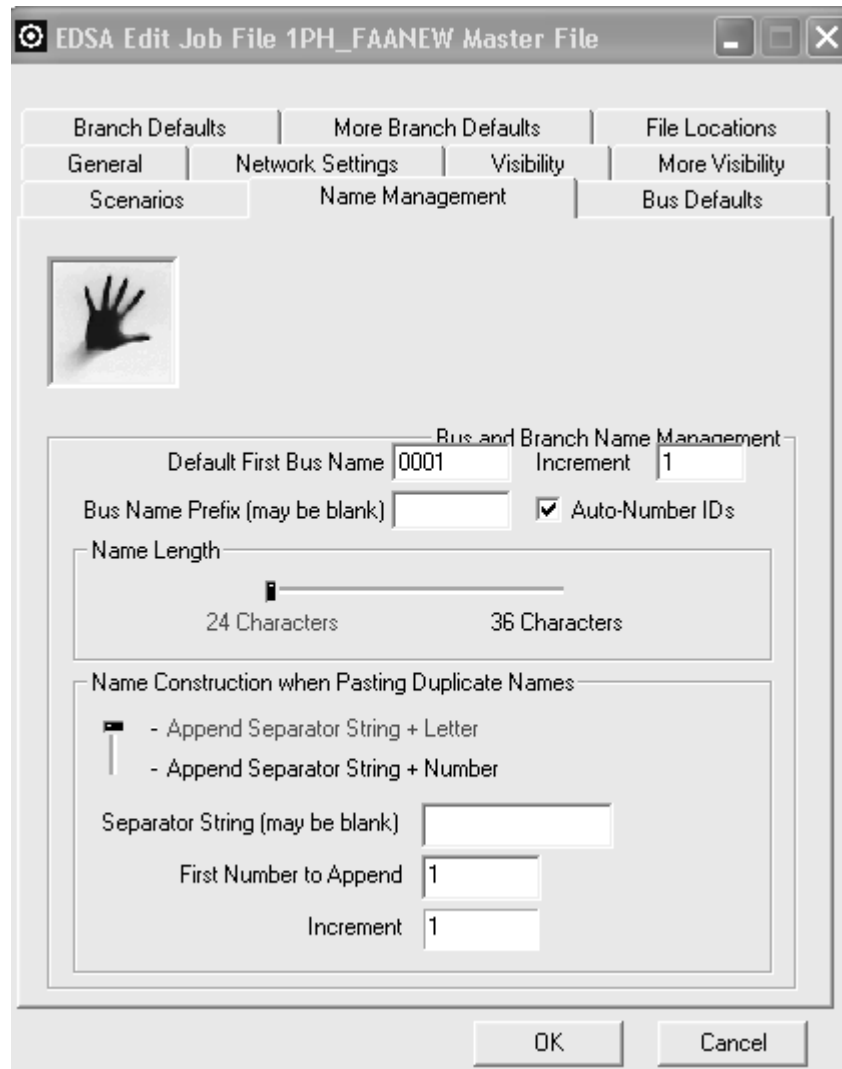 EDSA Edit Job File 1PH_FAANEW Master File
Branch Defaults More Branch Defaults File Locations
General Network Settings Visibility More Visibility
Scenarios Name Management Bus Defaults
Bus and Branch Name Management
Default First Bus Name 0001 Increment 1
Bus Name Prefix (may be blank) Auto-Number IDs
Name Length
24 Characters 36 Characters
Name Construction when Pasting Duplicate Names
- Append Separator String + Letter
- Append Separator String + Number
Separator String (may be blank)
First Number to Append 1
Increment 1
OK Cancel